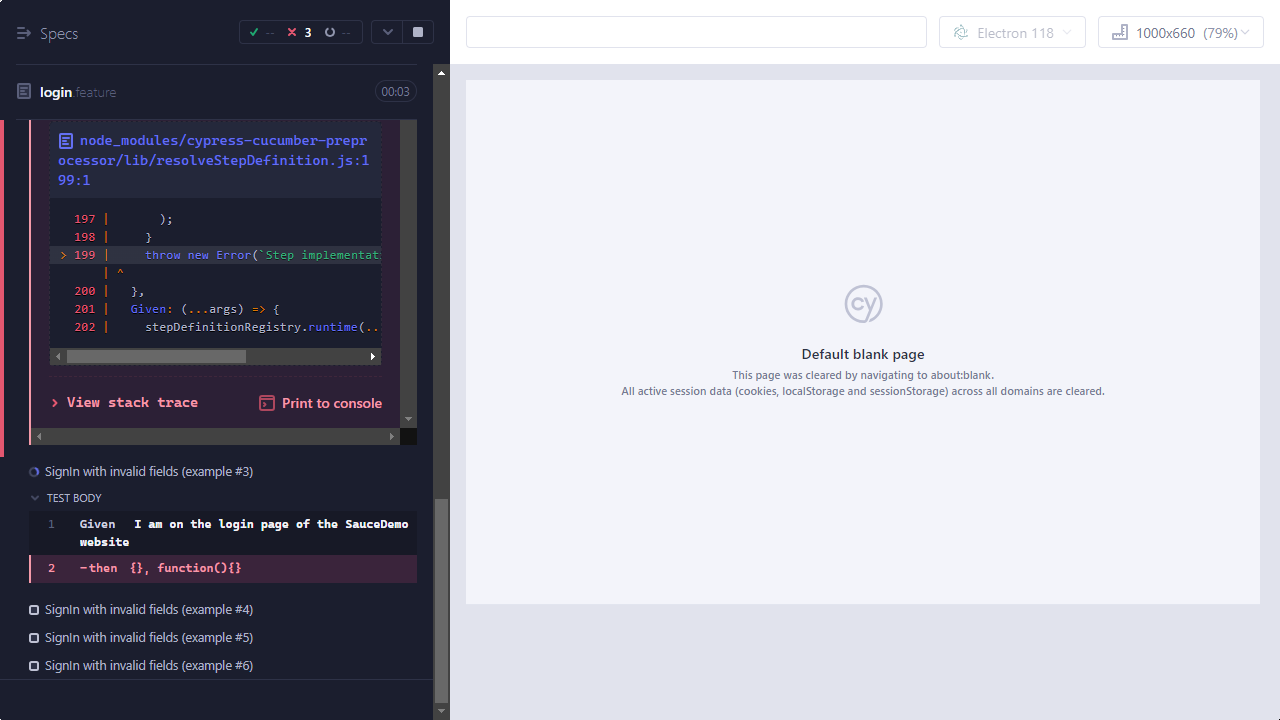 Specs
-- 3 --
Electron 118
1000x660 (79%)
login.feature
00:03
node_modules/cypress-cucumber-prepr
ocessor/lib/resolveStepDefinition.js:1
99:1
197 | );
198 | }
> 199 | throw new Error(`Step implementat
| ^
200 | },
201 | Given: (...args) => {
202 | stepDefinitionRegistry.runtime(..
> View stack trace
Print to console
SignIn with invalid fields (example #3)
TEST BODY
1 Given I am on the login page of the SauceDemo
website
2 -then {}, function(){}
SignIn with invalid fields (example #4)
SignIn with invalid fields (example #5)
SignIn with invalid fields (example #6)
cy
Default blank page
This page was cleared by navigating to about:blank.
All active session data (cookies, localStorage and sessionStorage) across all domains are cleared.